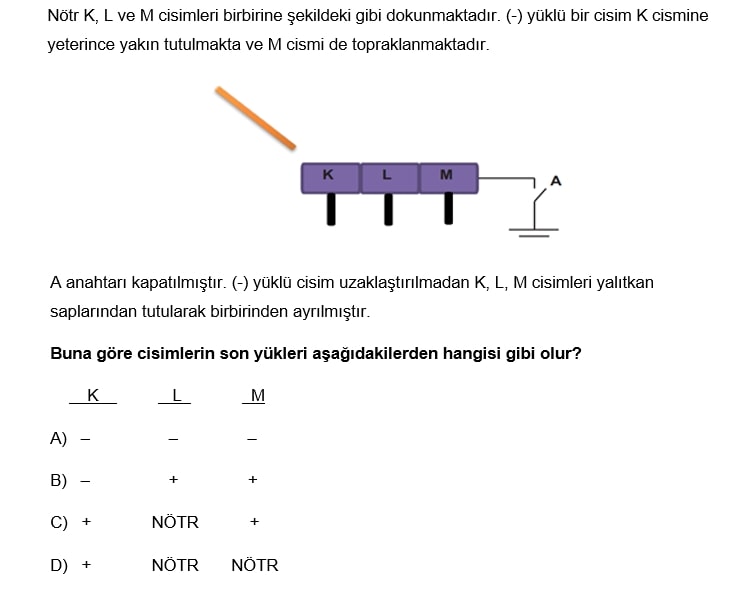 Nötr K, L ve M cisimleri birbirine şekildeki gibi dokunmaktadır. (-) yüklü bir cisim K cismine
yeterince yakın tutulmakta ve M cismi de topraklanmaktadır.
K L M A
A anahtarı kapatılmıştır. (-) yüklü cisim uzaklaştırılmadan K, L, M cisimleri yalıtkan
saplarından tutularak birbirinden ayrılmıştır.
Buna göre cisimlerin son yükleri aşağıdakilerden hangisi gibi olur?
K L M
A) – – –
B) – + +
C) + NÖTR +
D) + NÖTR NÖTR